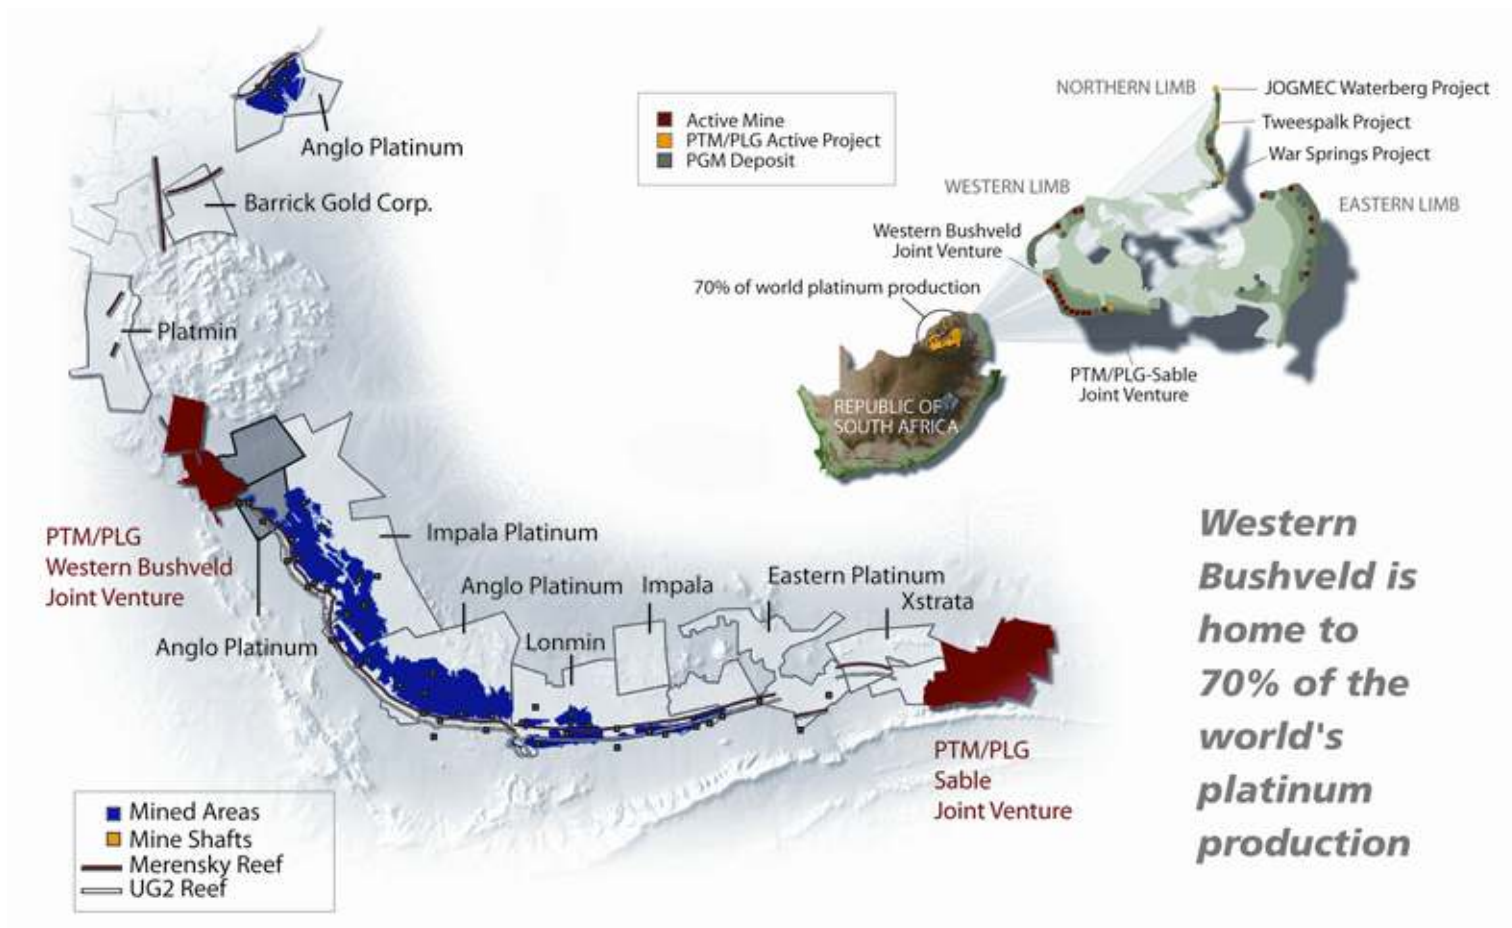 Anglo Platinum
Barrick Gold Corp.
Platmin
PTM/PLG
Western Bushveld
Joint Venture
Anglo Platinum
Impala Platinum
Anglo Platinum
Lonmin
Impala
Eastern Platinum
Xstrata
PTM/PLG
Sable
Joint Venture
Mined Areas
Mine Shafts
Merensky Reef
UG2 Reef
Active Mine
PTM/PLG Active Project
PGM Deposit
NORTHERN LIMB
JOGMEC Waterberg Project
Tweespalk Project
War Springs Project
WESTERN LIMB
EASTERN LIMB
Western Bushveld
Joint Venture
70% of world platinum production
PTM/PLG-Sable
Joint Venture
REPUBLIC OF
SOUTH AFRICA
Western
Bushveld is
home to
70% of the
world's
platinum
production